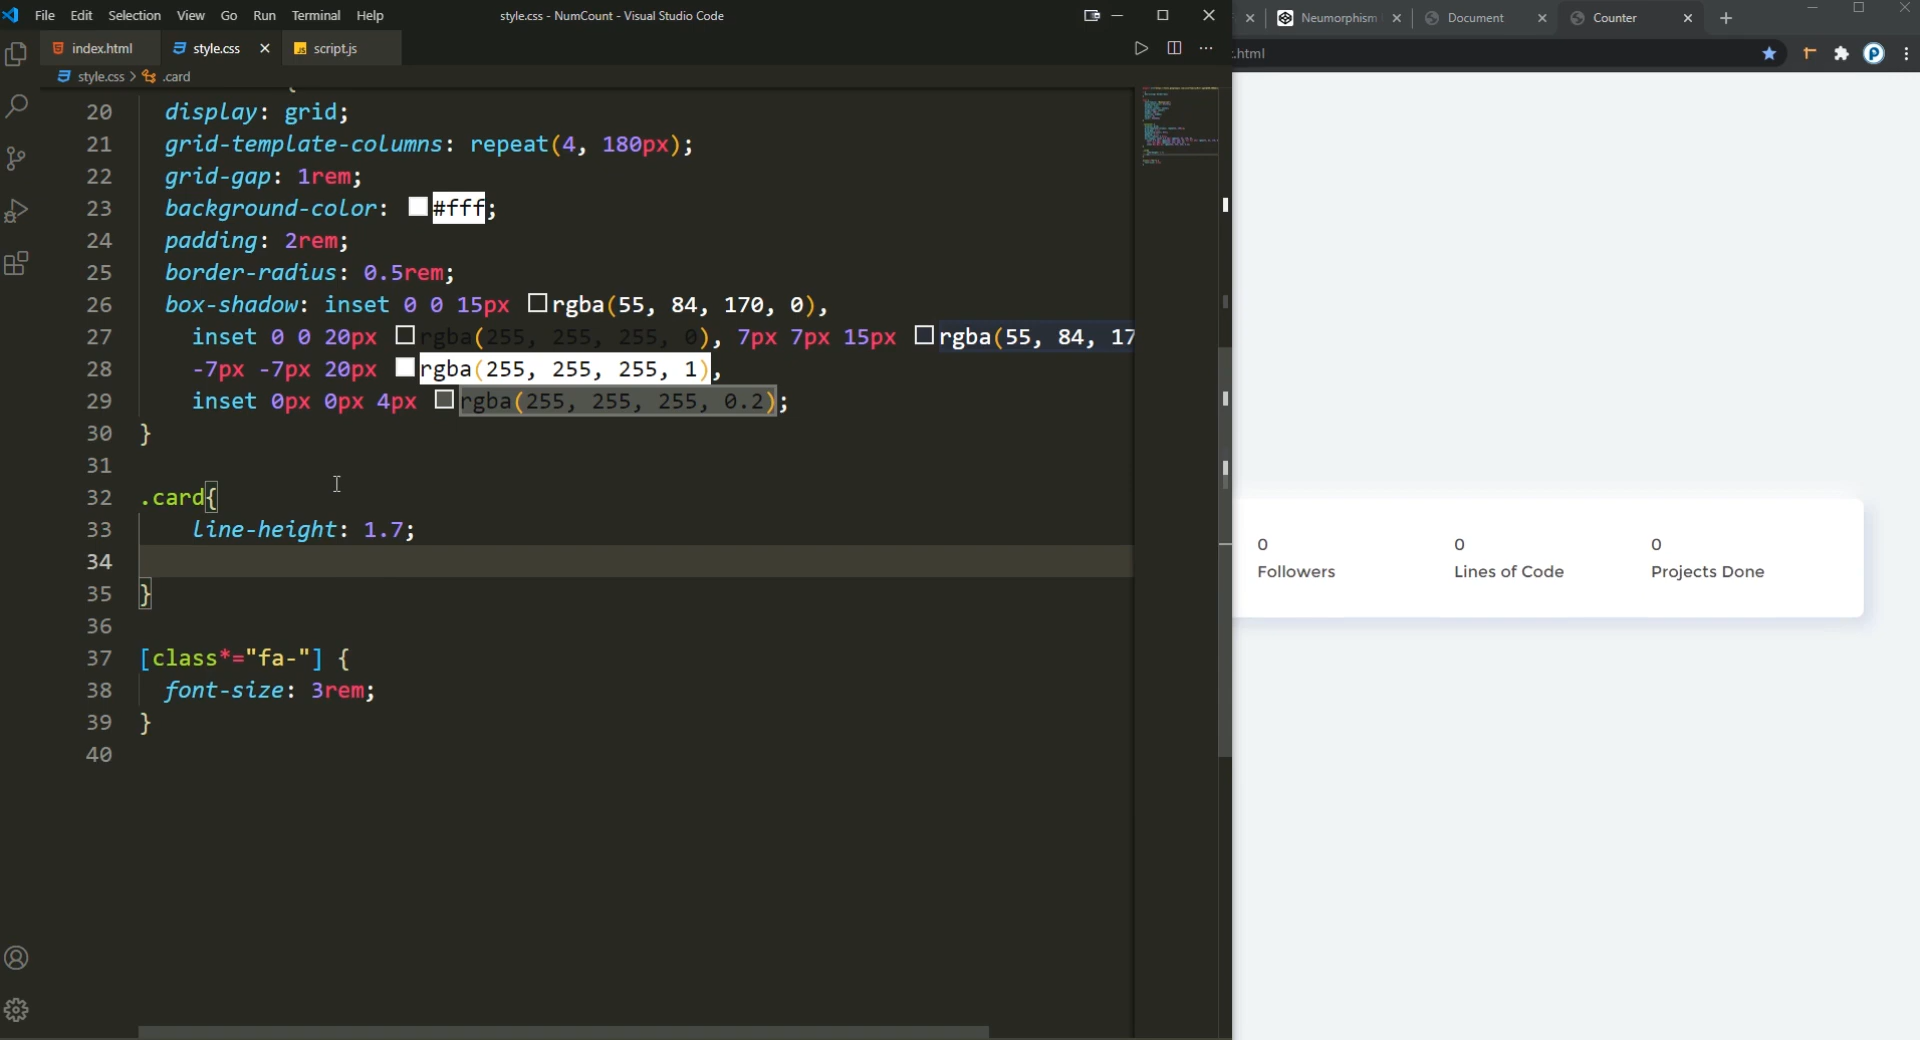 File Edit Selection View Go Run Terminal Help
style.css - NumCount - Visual Studio Code
Neumorphism
Document
Counter
index.html
style.css
script.js
.html
style.css > .card
20 display: grid;
21 grid-template-columns: repeat(4, 180px);
22 grid-gap: 1rem;
23 background-color: #fff;
24 padding: 2rem;
25 border-radius: 0.5rem;
26 box-shadow: inset 0 0 15px rgba(55, 84, 170, 0),
27 inset 0 0 20px rgba(255, 255, 255, 0), 7px 7px 15px rgba(55, 84, 17
28 -7px -7px 20px rgba(255, 255, 255, 1),
29 inset 0px 0px 4px rgba(255, 255, 255, 0.2);
30 }
31
32 .card{
33 line-height: 1.7;
34
35 }
36
37 [class*="fa-"] {
38 font-size: 3rem;
39 }
40
0
Followers
0
Lines of Code
0
Projects Done